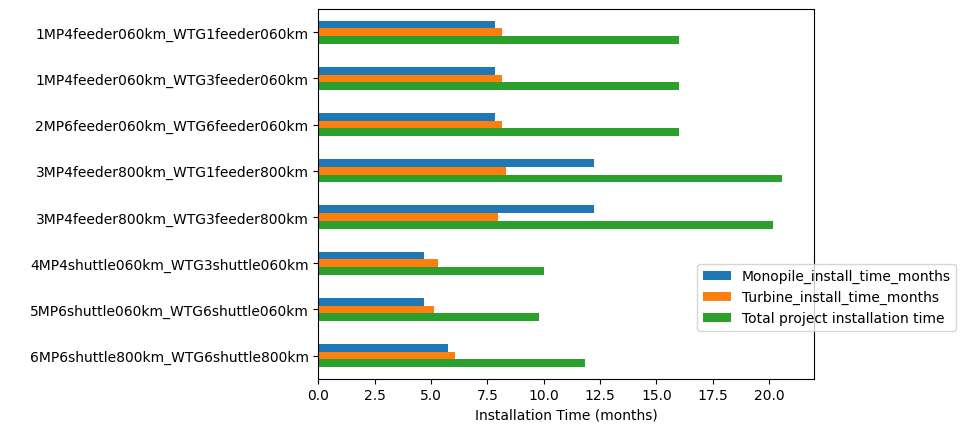 1MP4feeder060km_WTG1feeder060km
1MP4feeder060km_WTG3feeder060km
2MP6feeder060km_WTG6feeder060km
3MP4feeder800km_WTG1feeder800km
3MP4feeder800km_WTG3feeder800km
4MP4shuttle060km_WTG3shuttle060km
5MP6shuttle060km_WTG6shuttle060km
6MP6shuttle800km_WTG6shuttle800km
Monopile_install_time_months
Turbine_install_time_months
Total project installation time
0.0 2.5 5.0 7.5 10.0 12.5 15.0 17.5 20.0
Installation Time (months)